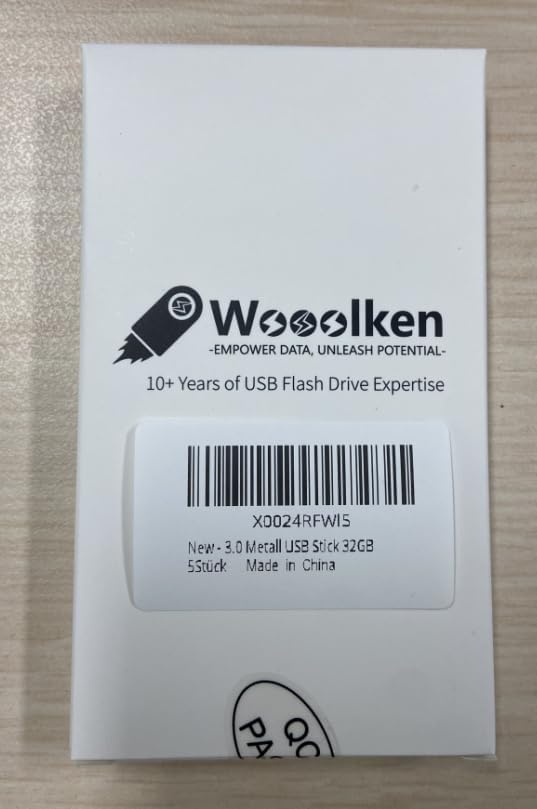 Wooolken
-EMPOWER DATA, UNLEASH POTENTIAL-
10+ Years of USB Flash Drive Expertise
X0024RFWI5
New - 3.0 Metall USB Stick 32GB
5Stück Made in China